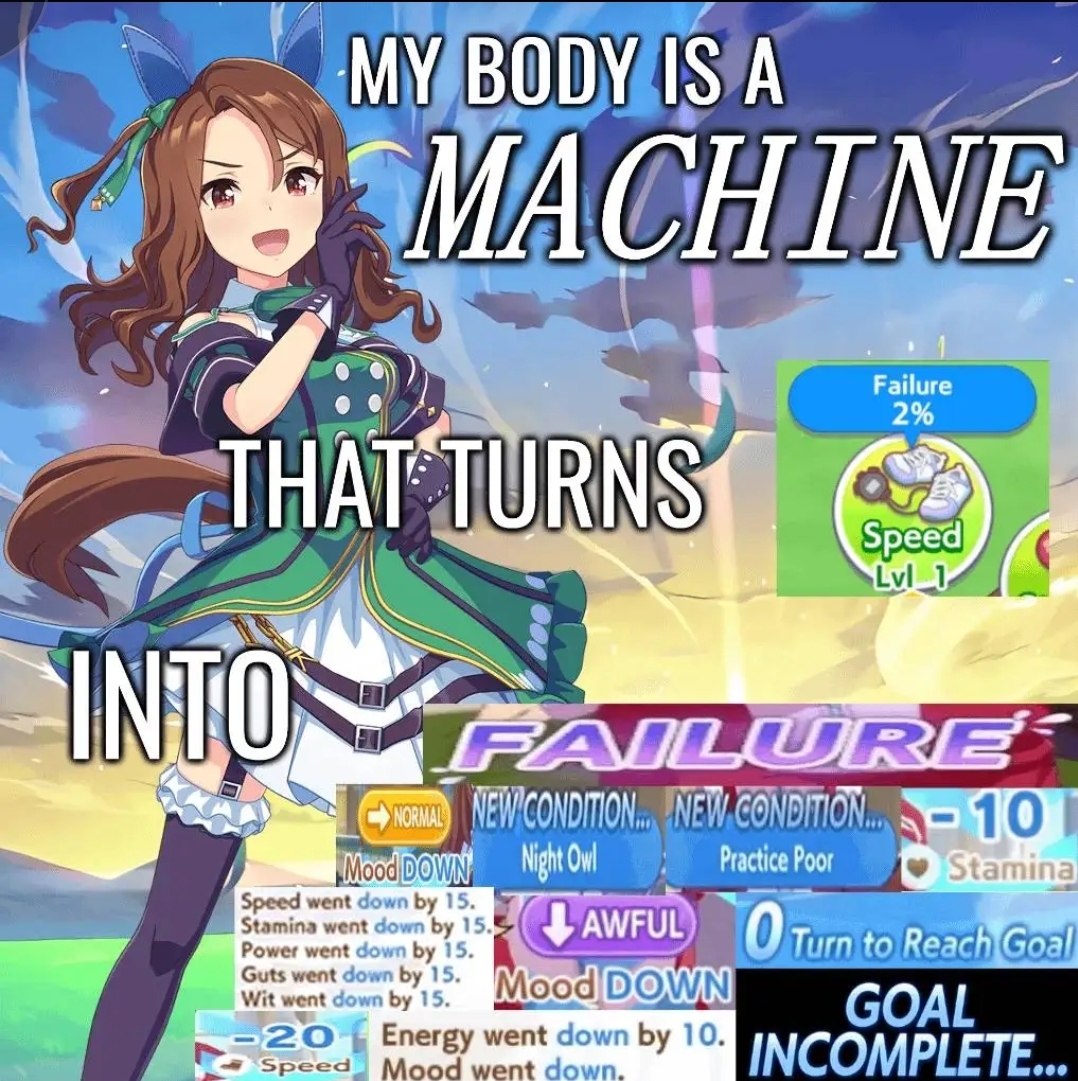 MY BODY IS A
MACHINE
Failure
2%
THAT TURNS
Speed
Lvl 1
INTO
FAILURE
NORMAL
Mood DOWN
NEW CONDITION...
Night Owl
NEW CONDITION...
Practice Poor
-10
Stamina
Speed went down by 15.
Stamina went down by 15.
Power went down by 15.
Guts went down by 15.
Wit went down by 15.
AWFUL
Mood DOWN
0 Turn to Reach Goal
-20
Speed
Energy went down by 10.
Mood went down.
GOAL
INCOMPLETE...